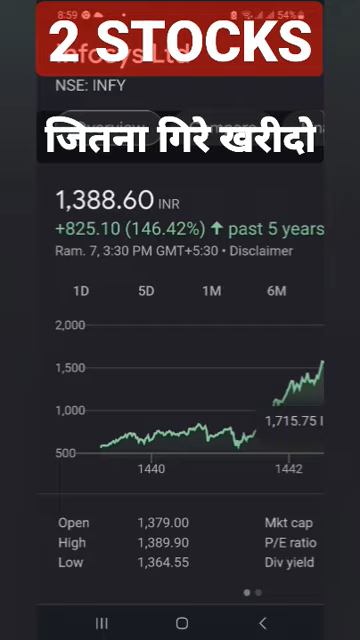 8:59
54%
2 STOCKS
Infosys Ltd
NSE: INFY
Overview
जितना गिरे खरीदो
1,388.60 INR
+825.10 (146.42%) ↑ past 5 years
Ram. 7, 3:30 PM GMT+5:30 • Disclaimer
1D 5D 1M 6M
2,000
1,500
1,000
1,715.75
500
1440 1442
Open 1,379.00 Mkt cap
High 1,389.90 P/E ratio
Low 1,364.55 Div yield